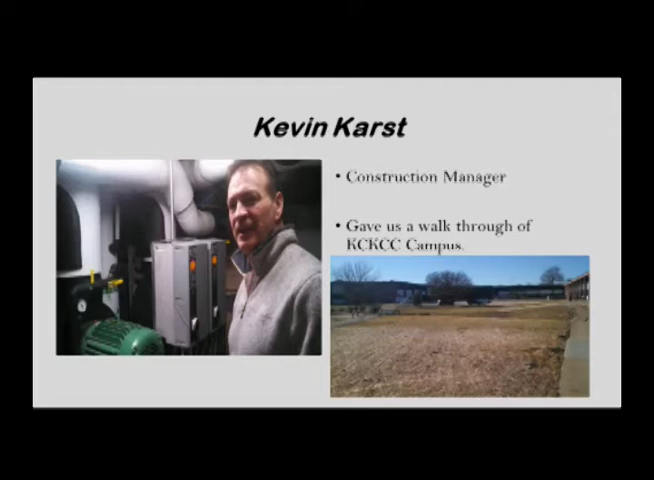 Kevin Karst
• Construction Manager
• Gave us a walk through of
KCKCC Campus.